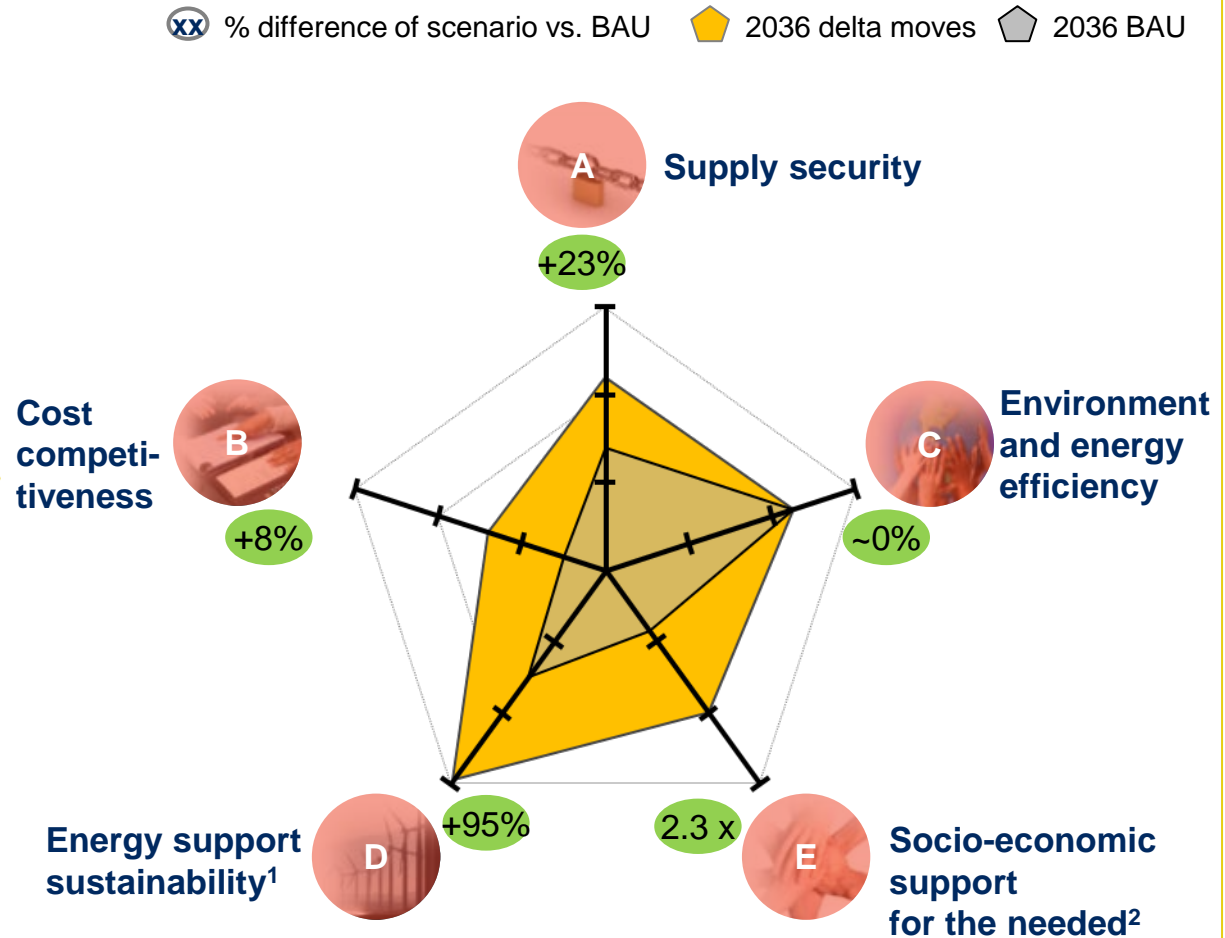 xx % difference of scenario vs. BAU 2036 delta moves 2036 BAU
A Supply security
+23%
Cost
competi-
tiveness
B
+8%
C
Environment
and energy
efficiency
~0%
Energy support
sustainability1
D
+95%
2.3 x
E
Socio-economic
support
for the needed2